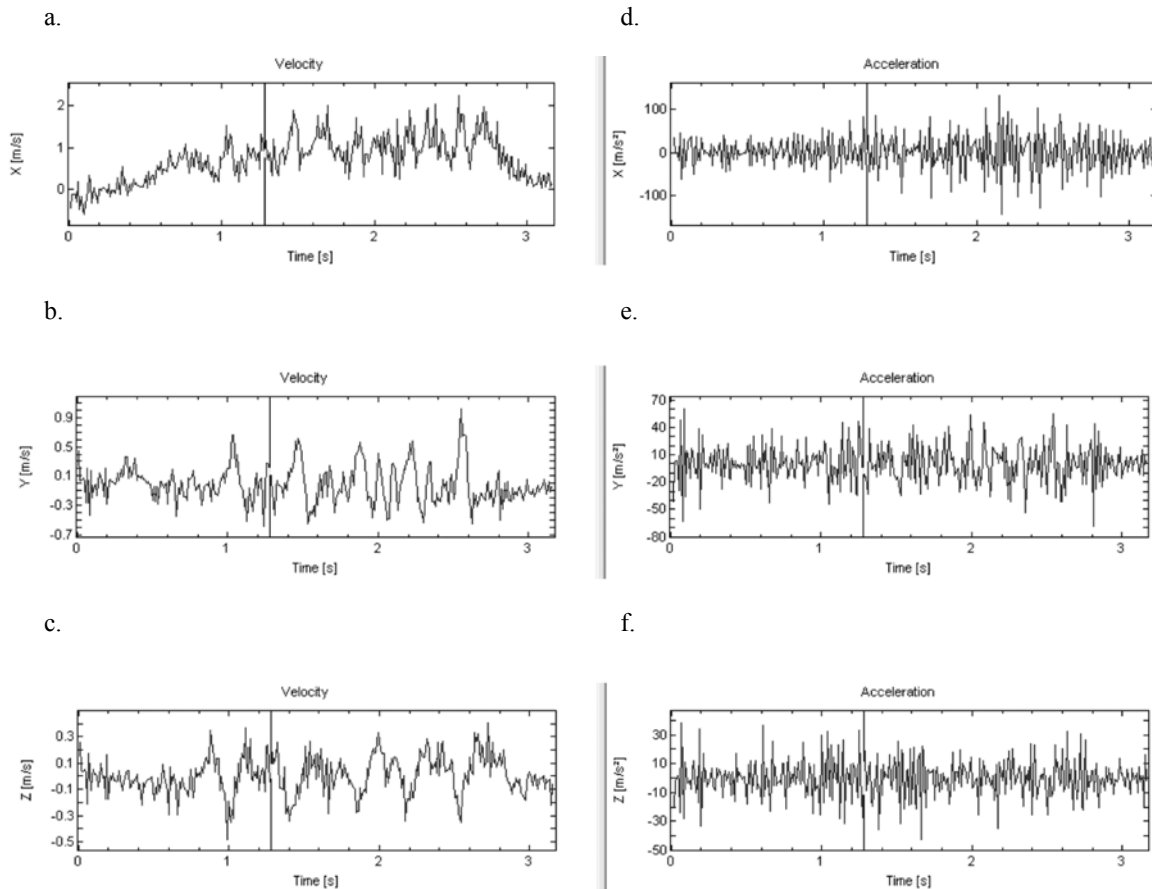 a.
Velocity
X [m/s]
2
1
0
0 1 2 3
Time [s]
d.
Acceleration
X [m/s²]
100
0
-100
0 1 2 3
Time [s]
b.
Velocity
Y [m/s]
0.9
0.5
0.1
-0.3
-0.7
0 1 2 3
Time [s]
e.
Acceleration
Y [m/s²]
70
40
10
-20
-50
-80
0 1 2 3
Time [s]
c.
Velocity
Z [m/s]
0.3
0.1
-0.1
-0.3
-0.5
0 1 2 3
Time [s]
f.
Acceleration
Z [m/s²]
30
10
-10
-30
-50
0 1 2 3
Time [s]